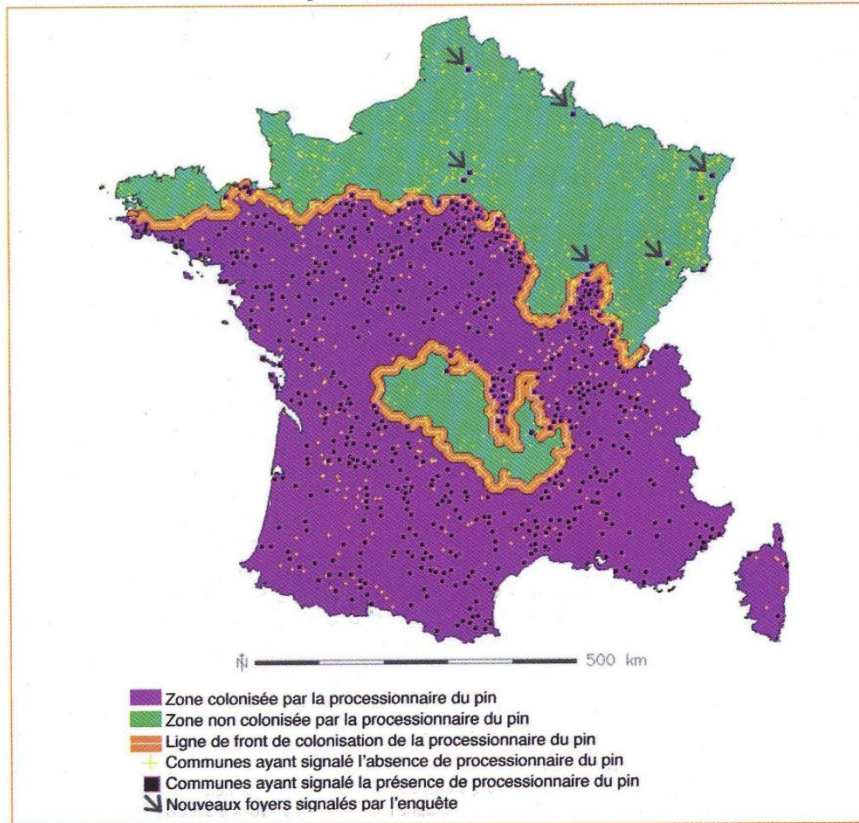 500 km
Zone colonisée par la processionnaire du pin
Zone non colonisée par la processionnaire du pin
Ligne de front de colonisation de la processionnaire du pin
Communes ayant signalé l'absence de processionnaire du pin
Communes ayant signalé la présence de processionnaire du pin
Nouveaux foyers signalés par l'enquête